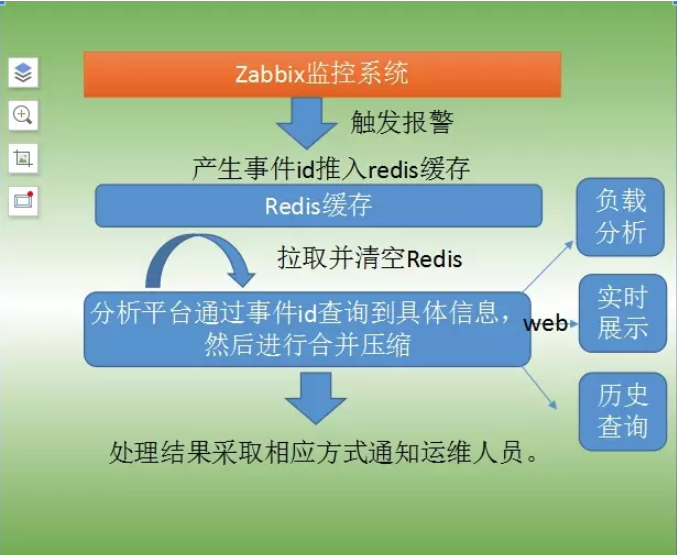 Zabbix监控系统
触发报警
产生事件id推入redis缓存
Redis缓存
拉取并清空Redis
分析平台通过事件id查询到具体信息，
然后进行合并压缩
web
负载
分析
实时
展示
历史
查询
处理结果采取相应方式通知运维人员。